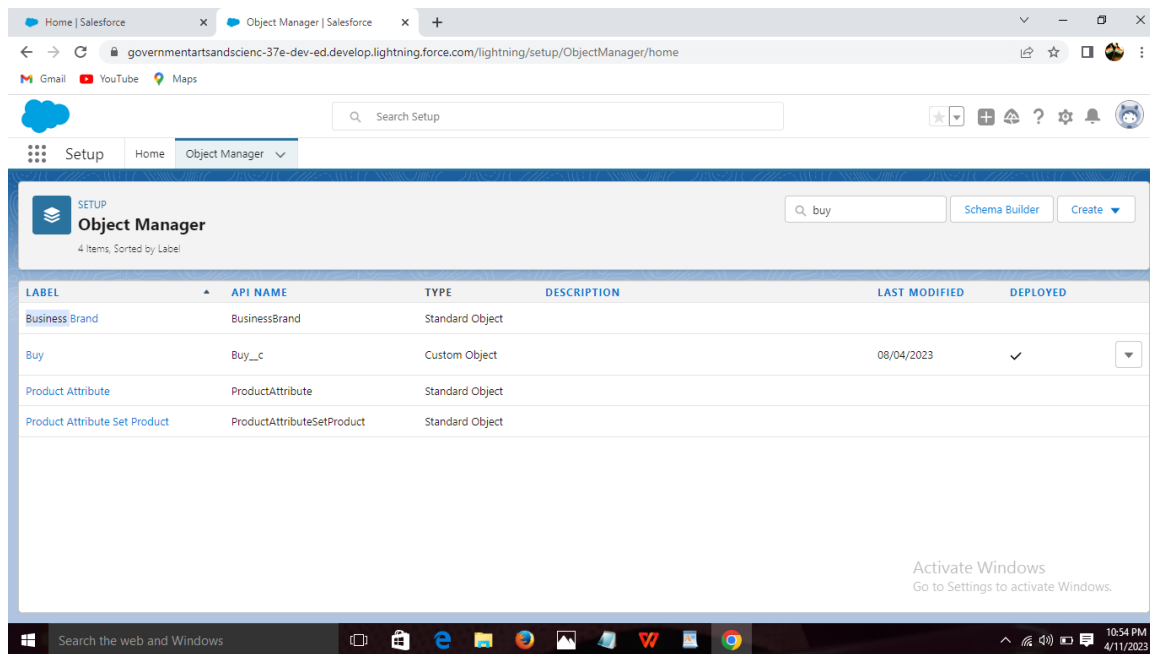 Home | Salesforce
Object Manager | Salesforce
governmentartsandscienc-37e-dev-ed.develop.lightning.force.com/lightning/setup/ObjectManager/home
Gmail YouTube Maps
Search Setup
Setup Home Object Manager
SETUP
Object Manager
4 Items, Sorted by Label
buy
Schema Builder
Create
LABEL API NAME TYPE DESCRIPTION LAST MODIFIED DEPLOYED
Business Brand BusinessBrand Standard Object
Buy Buy__c Custom Object 08/04/2023
Product Attribute ProductAttribute Standard Object
Product Attribute Set Product ProductAttributeSetProduct Standard Object
Activate Windows
Go to Settings to activate Windows.
Search the web and Windows
10:54 PM
4/11/2023